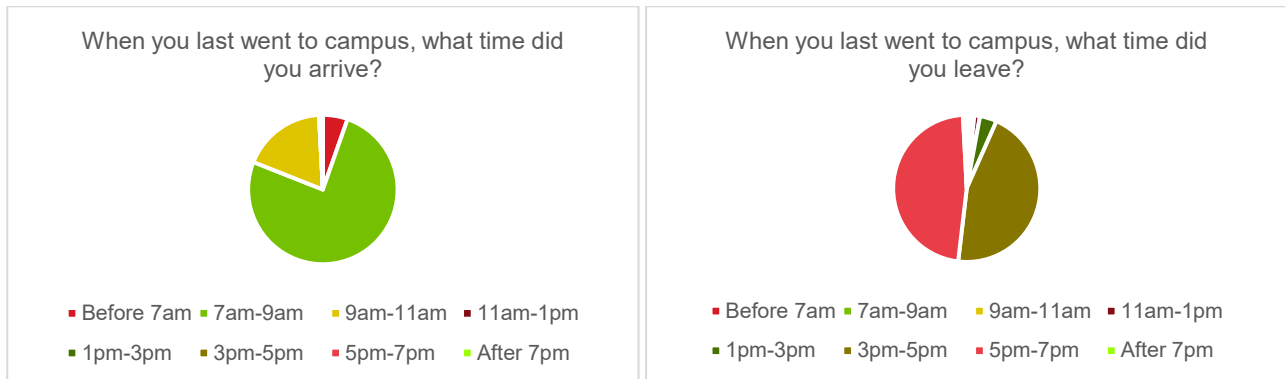 When you last went to campus, what time did
you arrive?
Before 7am 7am-9am 9am-11am 11am-1pm
1pm-3pm 3pm-5pm 5pm-7pm After 7pm
When you last went to campus, what time did
you leave?
Before 7am 7am-9am 9am-11am 11am-1pm
1pm-3pm 3pm-5pm 5pm-7pm After 7pm